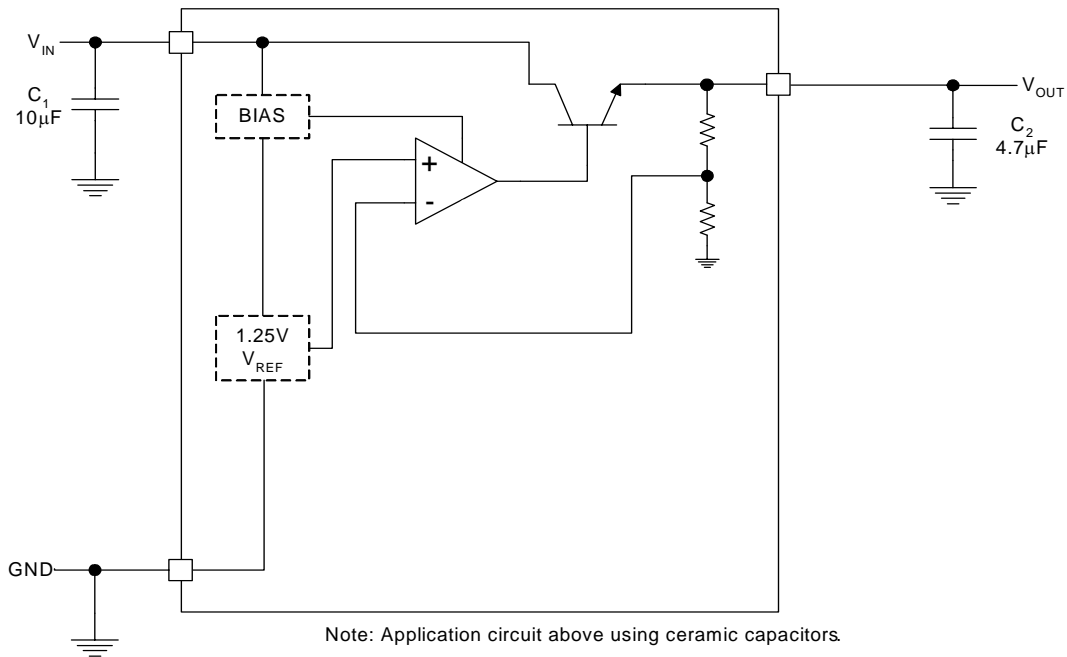 V_IN
C_1
10μF
BIAS
+
-
1.25V
V_REF
V_OUT
C_2
4.7μF
GND
Note: Application circuit above using ceramic capacitors.